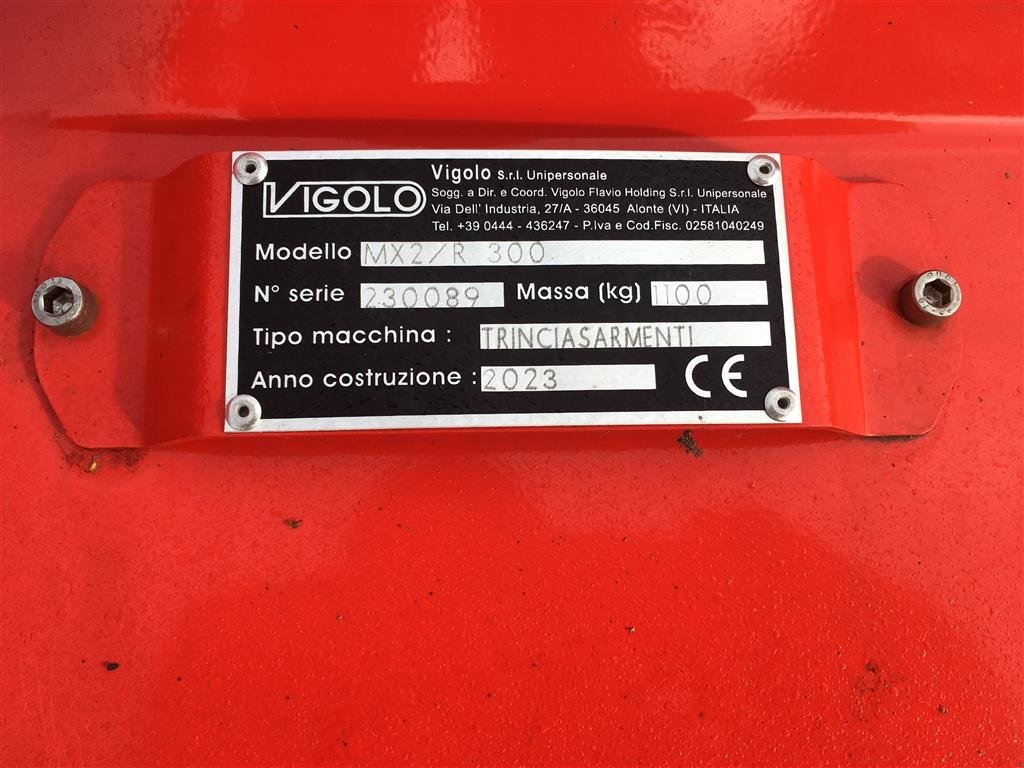 VIGOLO
Vigolo S.r.l. Unipersonale
Sogg. a Dir. e Coord. Vigolo Flavio Holding S.r.l. Unipersonale
Via Dell' Industria, 27/A - 36045 Alonte (VI) - ITALIA
Tel. +39 0444 - 436247 - P.iva e Cod.Fisc. 02581040249
Modello MX2/R 300
N° serie 230089 Massa (kg) 1100
Tipo macchina : TRINCIASARMENTI
Anno costruzione : 2023 CE